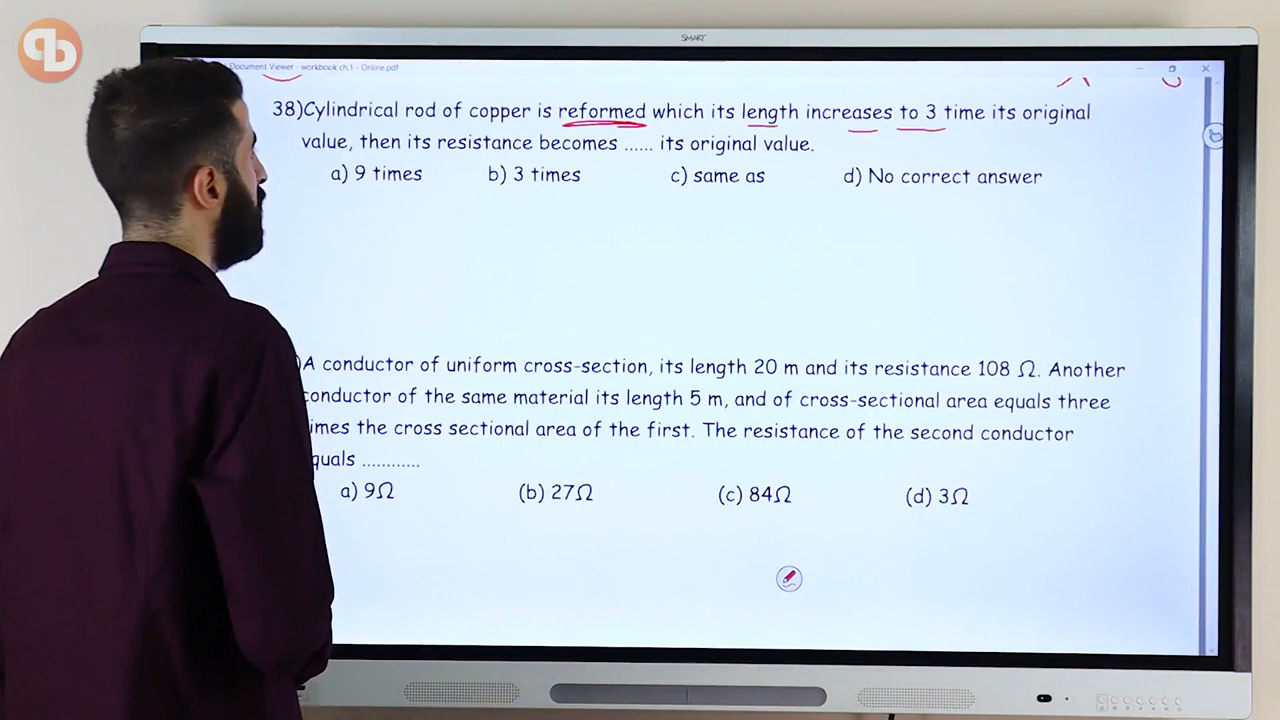 SMART
Document Viewer - workbook ch.1 - Online.pdf
38)Cylindrical rod of copper is reformed which its length increases to 3 time its original
value, then its resistance becomes ...... its original value.
a) 9 times b) 3 times c) same as d) No correct answer
)A conductor of uniform cross-section, its length 20 m and its resistance 108 Ω. Another
conductor of the same material its length 5 m, and of cross-sectional area equals three
times the cross sectional area of the first. The resistance of the second conductor
quals ............
a) 9Ω (b) 27Ω (c) 84Ω (d) 3Ω